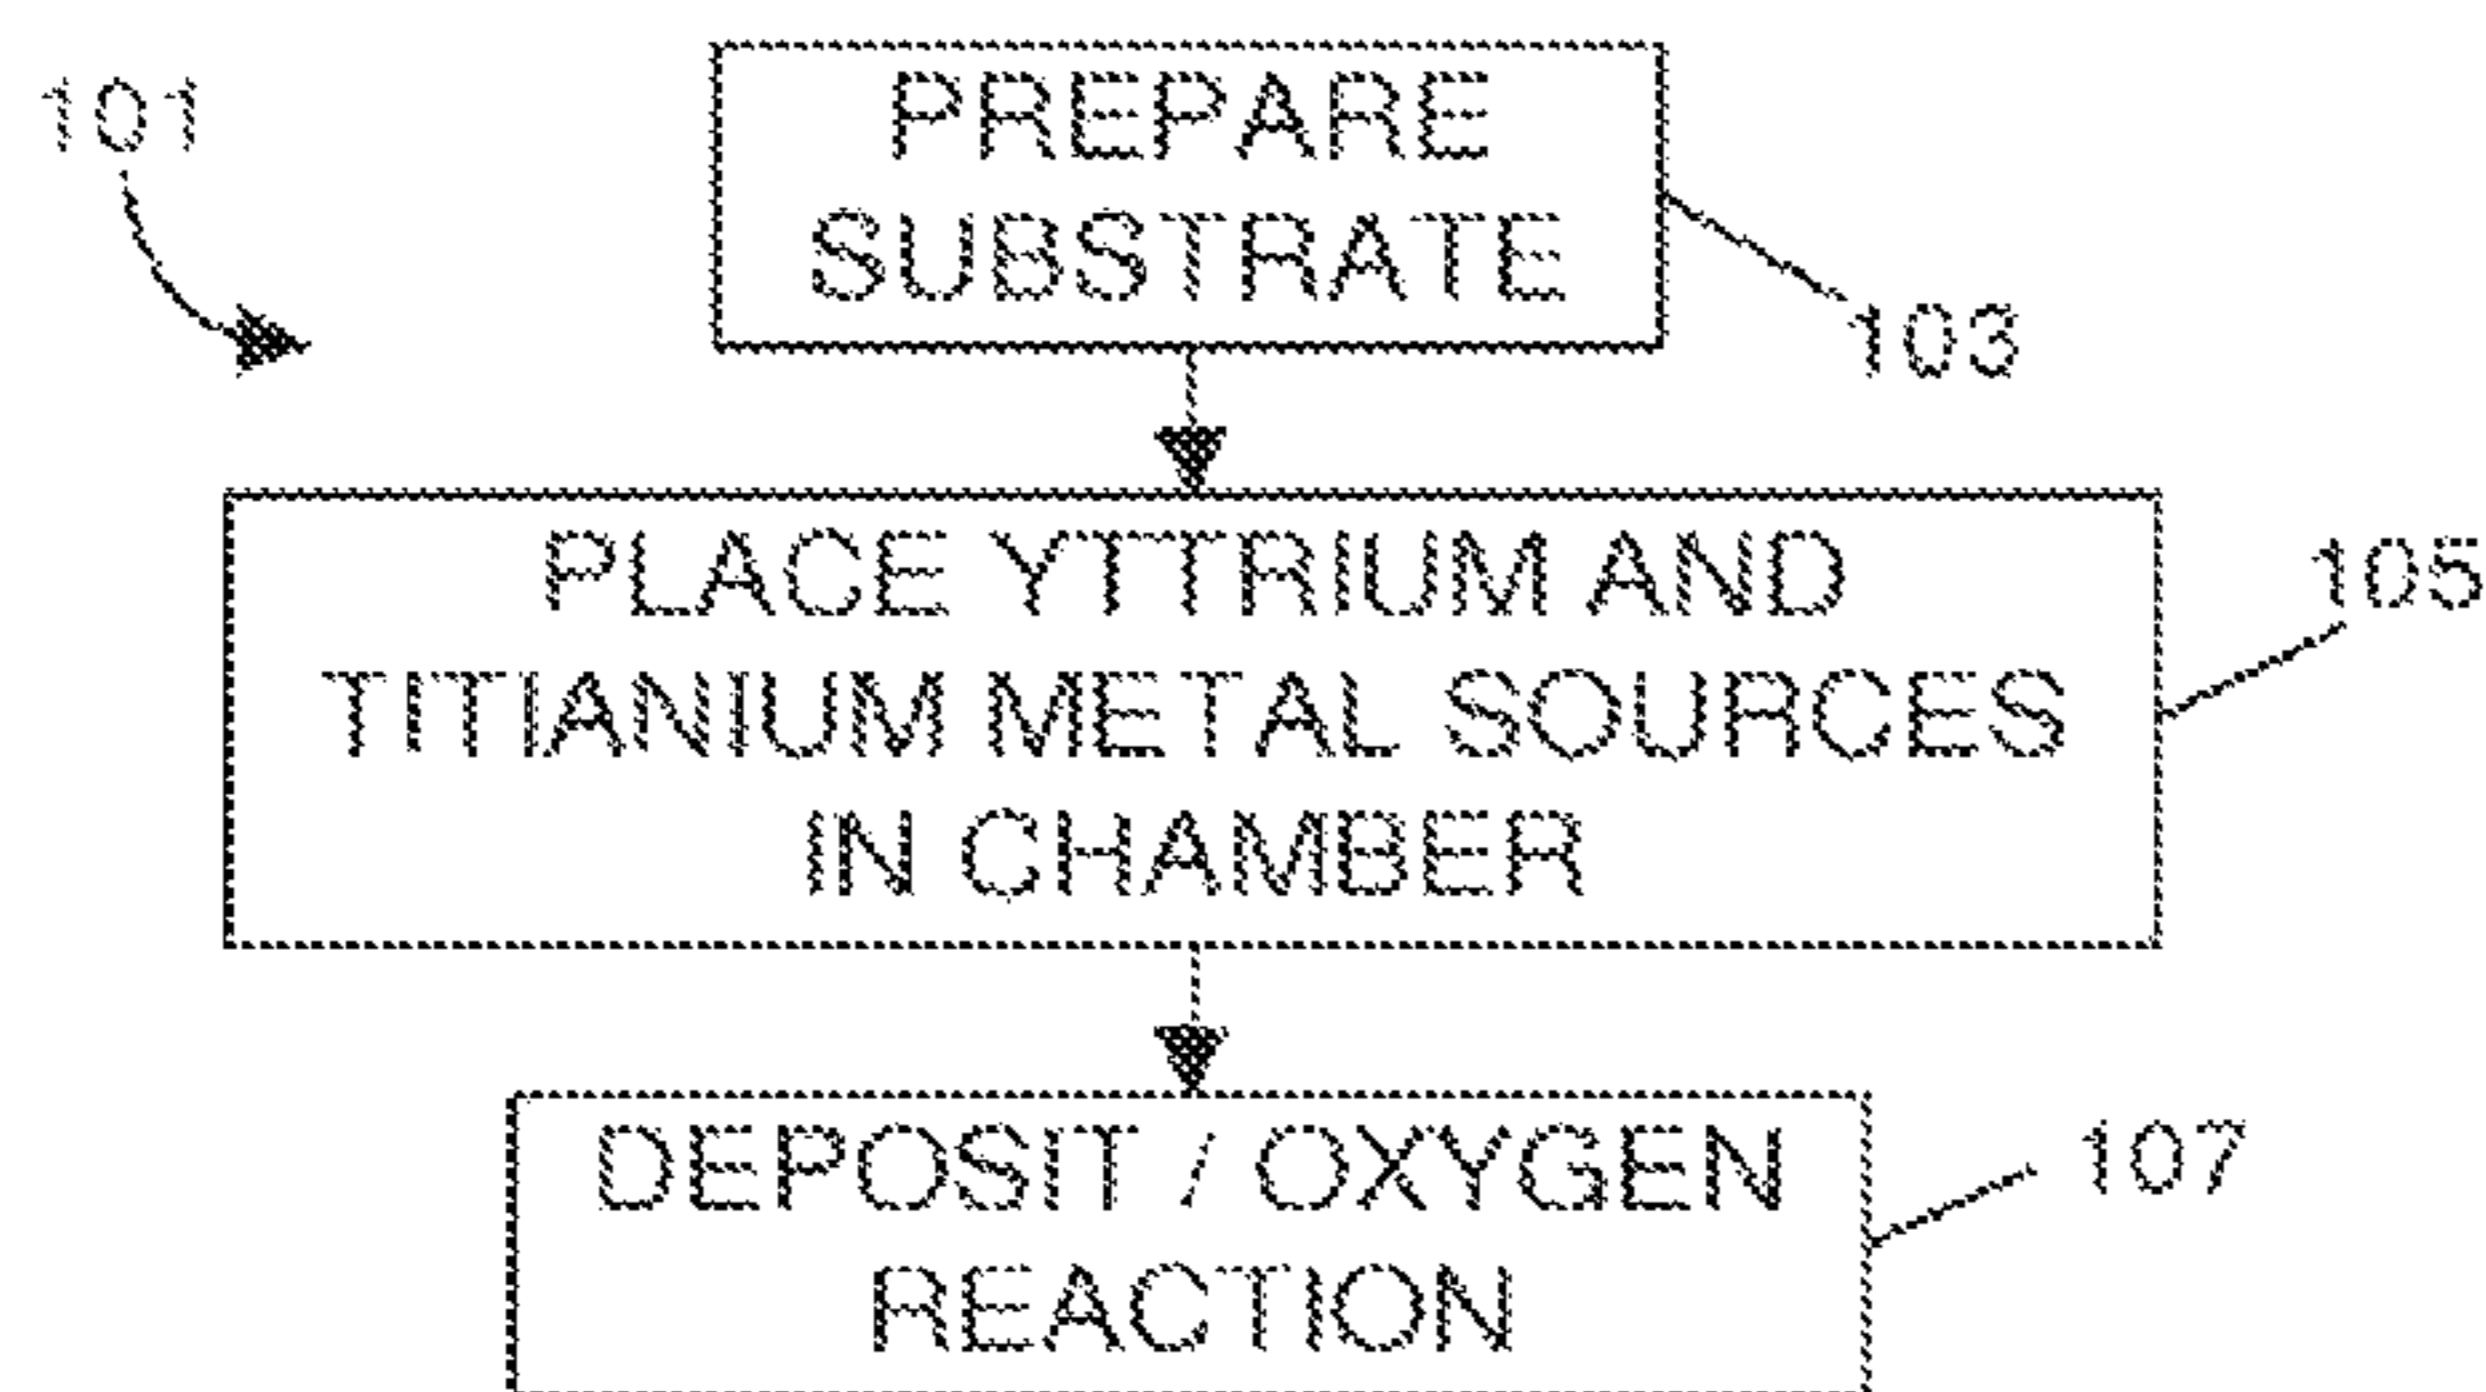 101
PREPARE
SUBSTRATE
103
PLACE YTTRIUM AND
TITIANIUM METAL SOURCES
IN CHAMBER
105
DEPOSIT / OXYGEN
REACTION
107